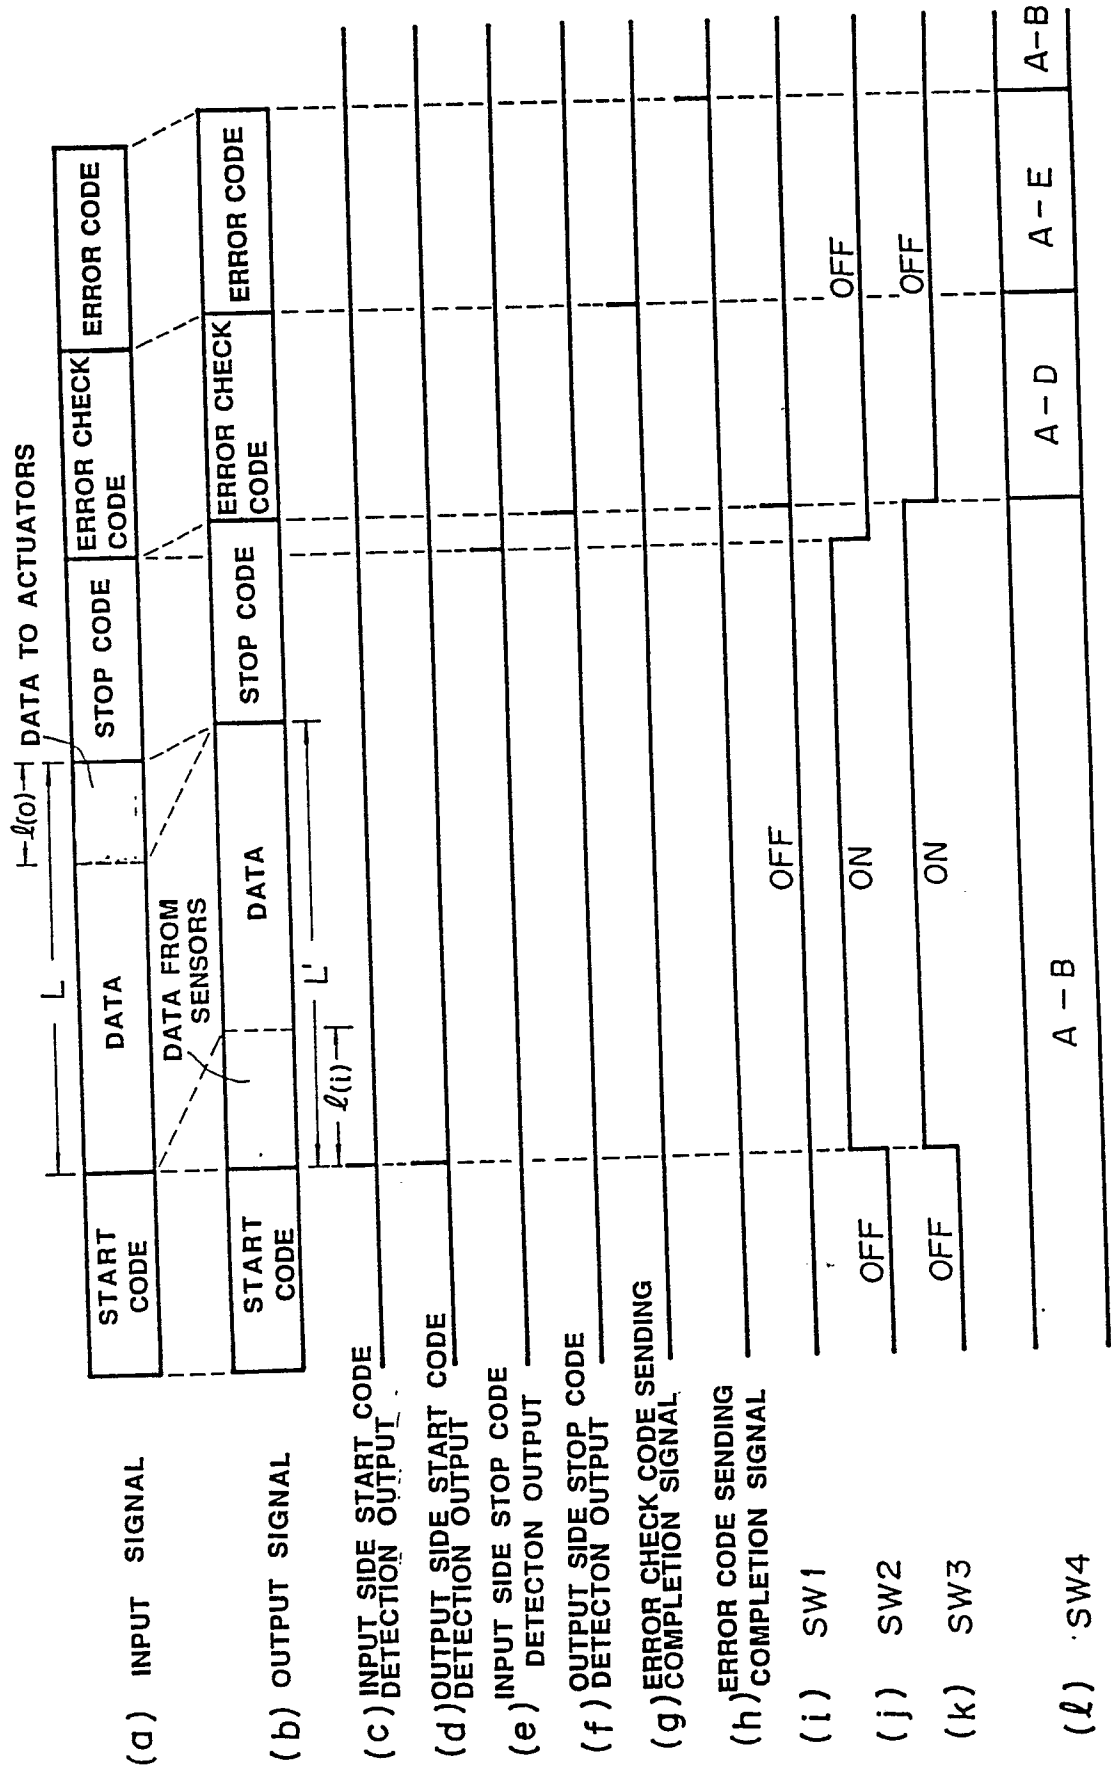 ℓ(0) DATA TO ACTUATORS
L
(a) INPUT SIGNAL
START
CODE
DATA
STOP CODE
ERROR CHECK
CODE
ERROR CODE
DATA FROM
SENSORS
(b) OUTPUT SIGNAL
START
CODE
DATA
STOP CODE
ERROR CHECK
CODE
ERROR CODE
ℓ(i)
L'
(c) INPUT SIDE START CODE
DETECTION OUTPUT
(d) OUTPUT SIDE START CODE
DETECTION OUTPUT
(e) INPUT SIDE STOP CODE
DETECTON OUTPUT
(f) OUTPUT SIDE STOP CODE
DETECTION OUTPUT
(g) ERROR CHECK CODE SENDING
COMPLETION SIGNAL
(h) ERROR CODE SENDING
COMPLETION SIGNAL
(i) SW1
OFF
(j) SW2
OFF
ON
OFF
(k) SW3
OFF
ON
OFF
(ℓ) SW4
A-B
A-D
A-E
A-B